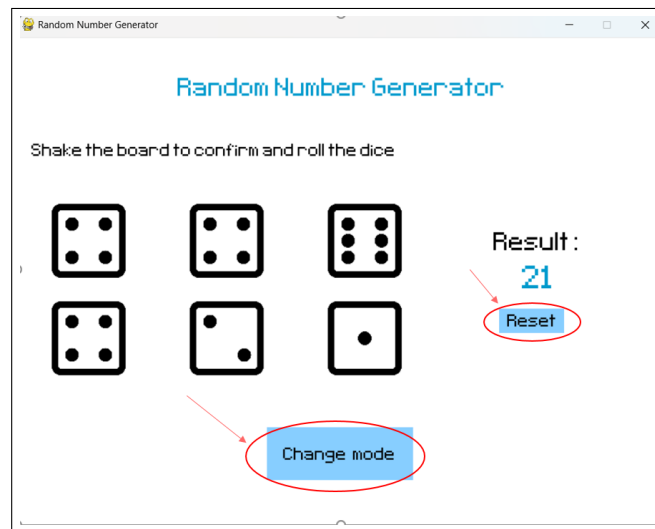 Random Number Generator
Random Number Generator
Shake the board to confirm and roll the dice
Result :
21
Reset
Change mode